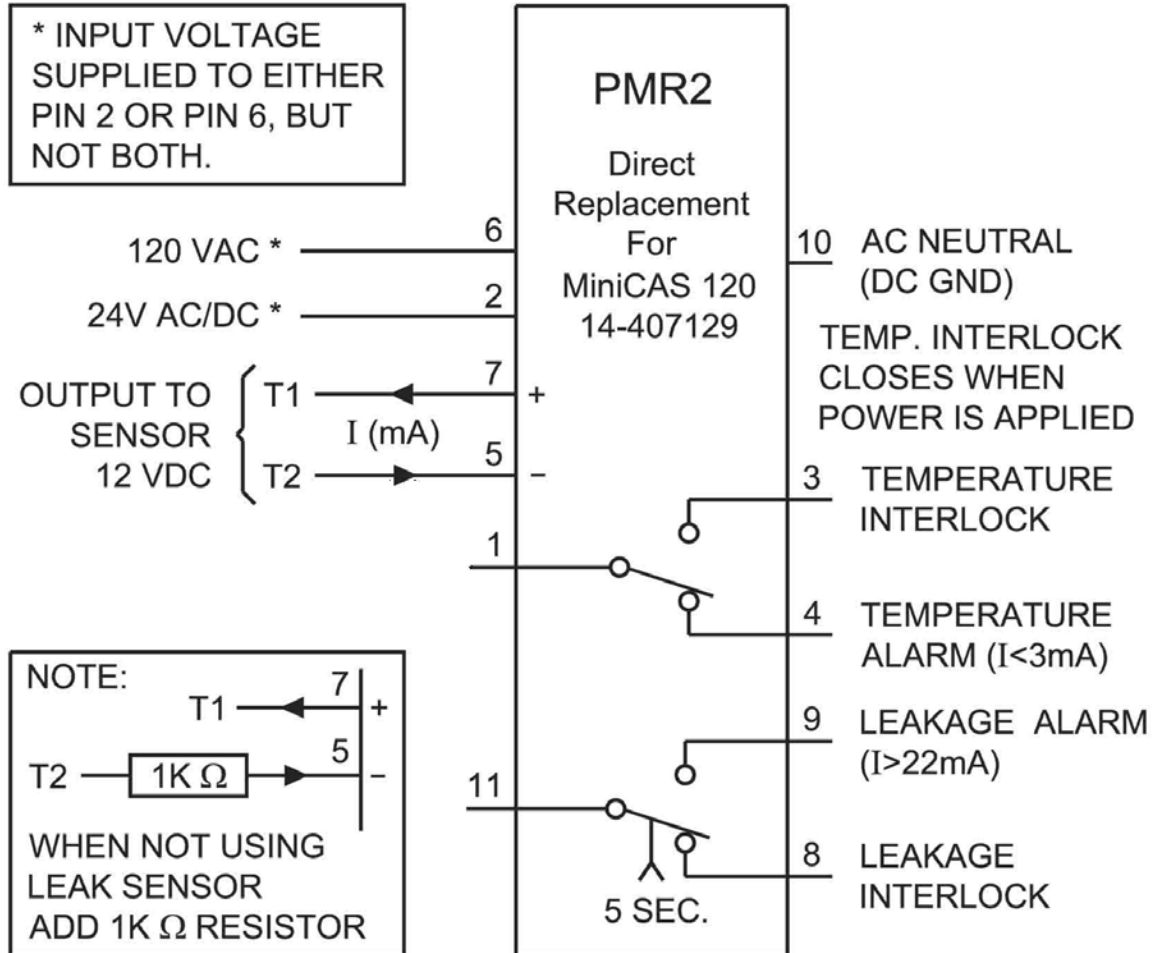 * INPUT VOLTAGE
SUPPLIED TO EITHER
PIN 2 OR PIN 6, BUT
NOT BOTH.
PMR2
Direct
Replacement
For
MiniCAS 120
14-407129
120 VAC *
6
24V AC/DC *
2
OUTPUT TO
SENSOR
12 VDC
T1
7
+
I (mA)
T2
5
−
1
11
5 SEC.
10
AC NEUTRAL
(DC GND)
TEMP. INTERLOCK
CLOSES WHEN
POWER IS APPLIED
3
TEMPERATURE
INTERLOCK
4
TEMPERATURE
ALARM (I<3mA)
9
LEAKAGE ALARM
(I>22mA)
8
LEAKAGE
INTERLOCK
NOTE:
T1
7
+
T2
1K Ω
5
−
WHEN NOT USING
LEAK SENSOR
ADD 1K Ω RESISTOR